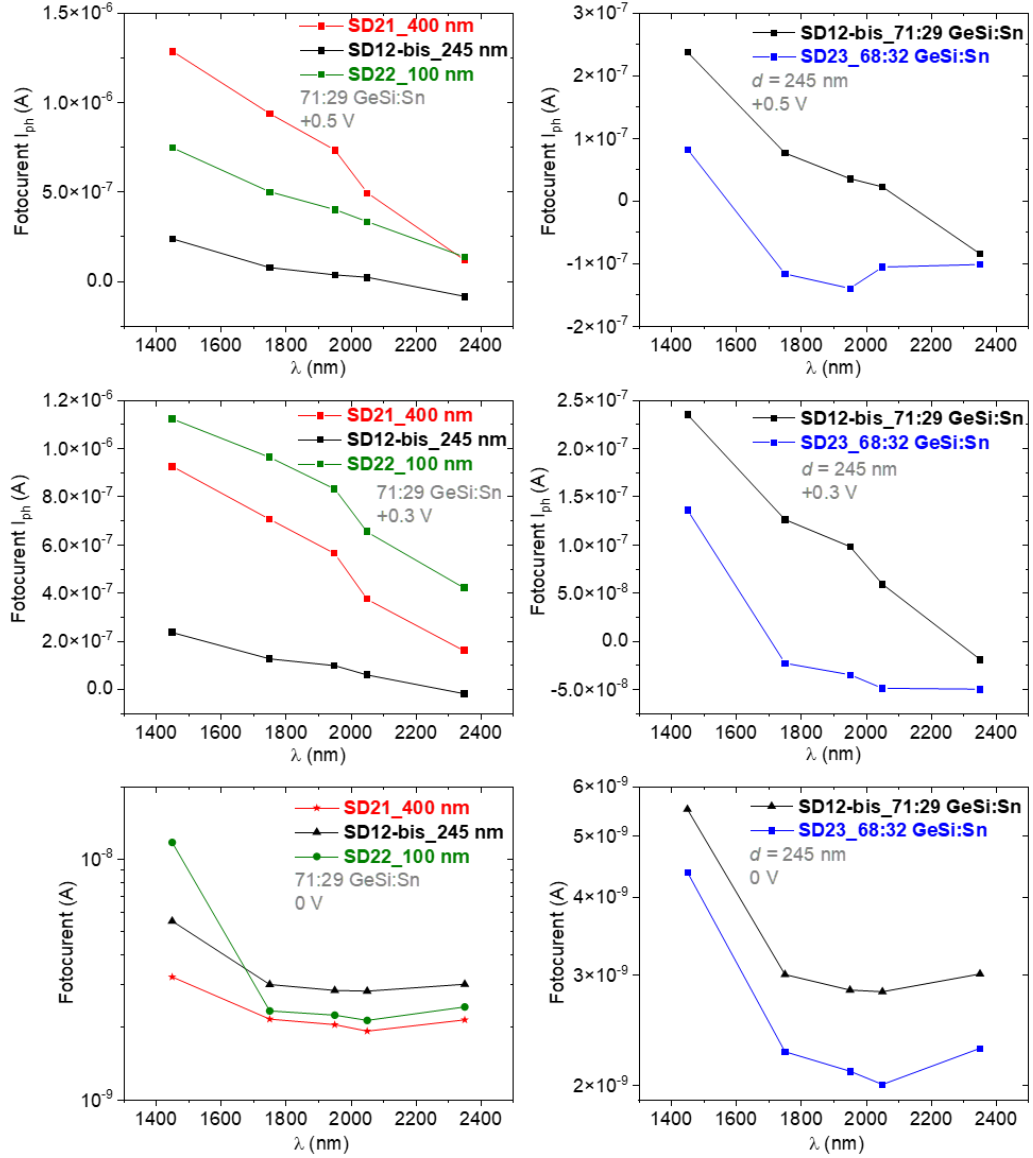 1.5×10⁻⁶
1.0×10⁻⁶
5.0×10⁻⁷
0.0
Fotocurent I_ph (A)
SD21_400 nm
SD12-bis_245 nm
SD22_100 nm
71:29 GeSi:Sn
+0.5 V
1400 1600 1800 2000 2200 2400
λ (nm)
3×10⁻⁷
2×10⁻⁷
1×10⁻⁷
0
-1×10⁻⁷
-2×10⁻⁷
Fotocurent I_ph (A)
SD12-bis_71:29 GeSi:Sn
SD23_68:32 GeSi:Sn
d = 245 nm
+0.5 V
1400 1600 1800 2000 2200 2400
λ (nm)
1.2×10⁻⁶
1.0×10⁻⁶
8.0×10⁻⁷
6.0×10⁻⁷
4.0×10⁻⁷
2.0×10⁻⁷
0.0
Fotocurent I_ph (A)
SD21_400 nm
SD12-bis_245 nm
SD22_100 nm
71:29 GeSi:Sn
+0.3 V
1400 1600 1800 2000 2200 2400
λ (nm)
2.5×10⁻⁷
2.0×10⁻⁷
1.5×10⁻⁷
1.0×10⁻⁷
5.0×10⁻⁸
0.0
-5.0×10⁻⁸
Fotocurent I_ph (A)
SD12-bis_71:29 GeSi:Sn
SD23_68:32 GeSi:Sn
d = 245 nm
+0.3 V
1400 1600 1800 2000 2200 2400
λ (nm)
10⁻⁸
10⁻⁹
Fotocurent (A)
SD21_400 nm
SD12-bis_245 nm
SD22_100 nm
71:29 GeSi:Sn
0 V
1400 1600 1800 2000 2200 2400
λ (nm)
6×10⁻⁹
5×10⁻⁹
4×10⁻⁹
3×10⁻⁹
2×10⁻⁹
Fotocurent (A)
SD12-bis_71:29 GeSi:Sn
SD23_68:32 GeSi:Sn
d = 245 nm
0 V
1400 1600 1800 2000 2200 2400
λ (nm)